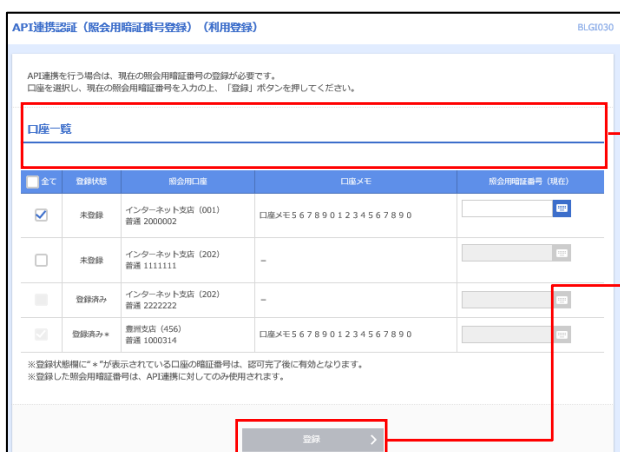 API連携認証（照会用暗証番号登録）（利用登録）
BLGI030
API連携を行う場合は、現在の照会用暗証番号の登録が必要です。
口座を選択し、現在の照会用暗証番号を入力の上、「登録」ボタンを押してください。
口座一覧
全て 登録状態 照会用口座 口座メモ 照会用暗証番号（現在）
未登録 インターネット支店（001） 口座メモ５６７８９０１２３４５６７８９０
普通 2000002
未登録 インターネット支店（202） −
普通 1111111
登録済み インターネット支店（202） −
普通 2222222
登録済み* 豊洲支店（456） 口座メモ５６７８９０１２３４５６７８９０
普通 1000314
※登録状態欄に"*"が表示されている口座の暗証番号は、認可完了後に有効となります。
※登録した照会用暗証番号は、API連携に対してのみ使用されます。
登録